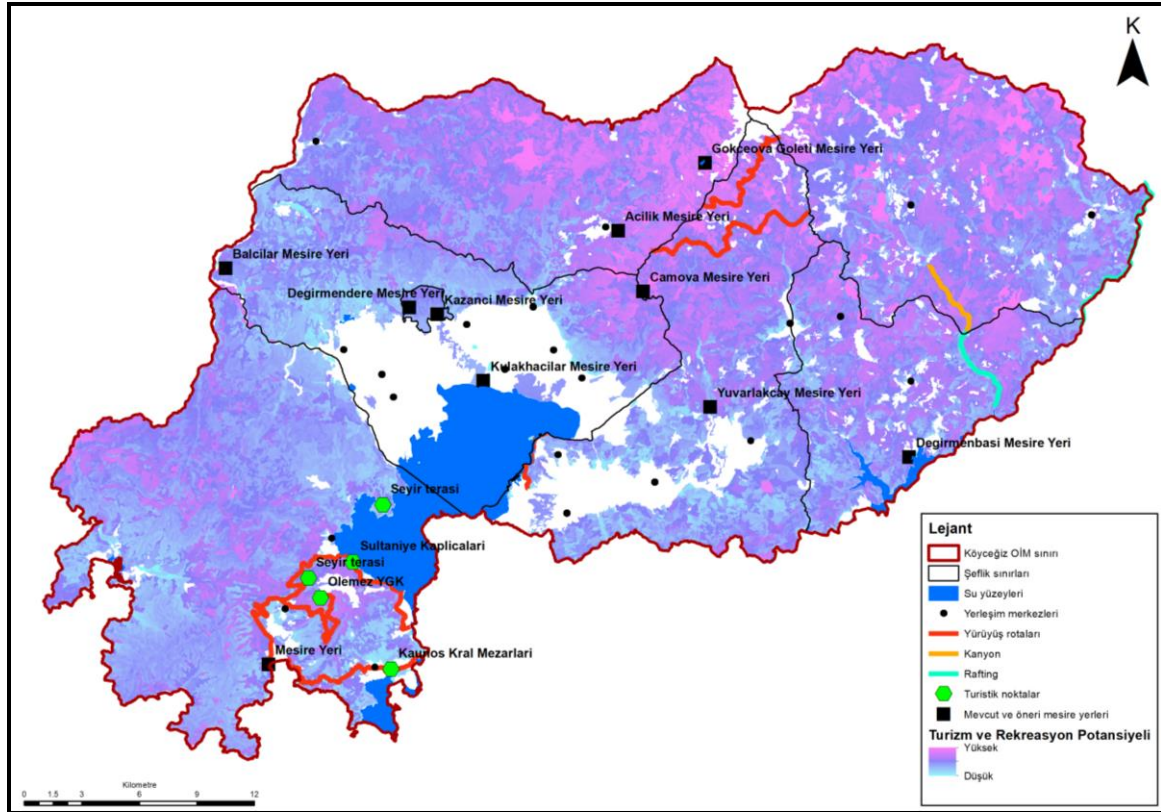 K
Gokceova Goleti Mesire Yeri
Acilik Mesire Yeri
Balcilar Mesire Yeri
Camova Mesire Yeri
Degirmendere Mesire Yeri
Kazanci Mesire Yeri
Kulakhacilar Mesire Yeri
Yuvarlakcay Mesire Yeri
Degirmenbasi Mesire Yeri
Seyir terasi
Sultaniye Kaplicalari
Seyir terasi
Olemez YGK
Mesire Yeri
Kaunos Kral Mezarlari
Lejant
Köyceğiz OİM sınırı
Şeflik sınırları
Su yüzeyleri
Yerleşim merkezleri
Yürüyüş rotaları
Kanyon
Rafting
Turistik noktalar
Mevcut ve öneri mesire yerleri
Turizm ve Rekreasyon Potansiyeli
Yüksek
Düşük
Kilometre
0 1.5 3 6 9 12